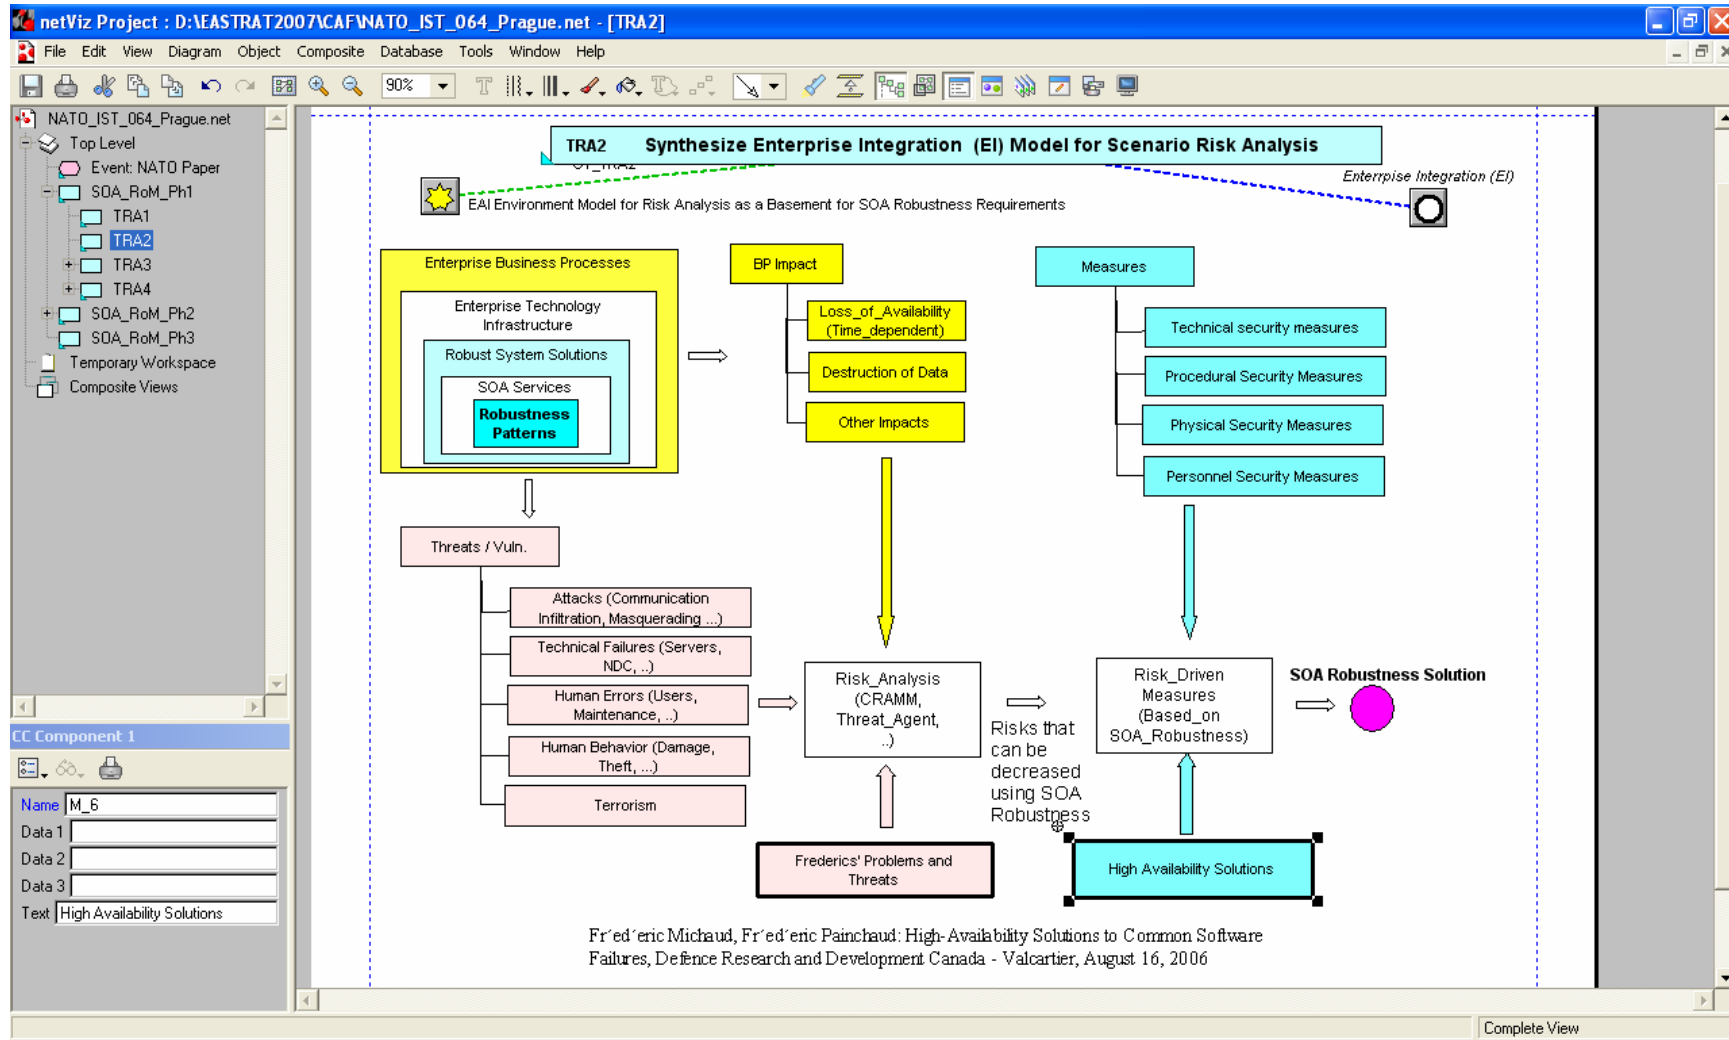 netViz Project : D:\EASTRAT2007\CAF\NATO_IST_064_Prague.net - [TRA2]
File Edit View Diagram Object Composite Database Tools Window Help
90%
NATO_IST_064_Prague.net
Top Level
Event: NATO Paper
SOA_RoM_Ph1
TRA1
TRA2
TRA3
TRA4
SOA_RoM_Ph2
SOA_RoM_Ph3
Temporary Workspace
Composite Views
CC Component 1
Name M_6
Data 1
Data 2
Data 3
Text High Availability Solutions
TRA2 Synthesize Enterprise Integration (EI) Model for Scenario Risk Analysis
Enterrpise Integration (EI)
EAI Environment Model for Risk Analysis as a Basement for SOA Robustness Requirements
Enterprise Business Processes
Enterprise Technology
Infrastructure
Robust System Solutions
SOA Services
Robustness
Patterns
BP Impact
Loss_of_Availability
(Time_dependent)
Destruction of Data
Other Impacts
Measures
Technical security measures
Procedural Security Measures
Physical Security Measures
Personnel Security Measures
Threats / Vuln.
Attacks (Communication
Infiltration, Masquerading ...)
Technical Failures (Servers,
NDC, ..)
Human Errors (Users,
Maintenance, ..)
Human Behavior (Damage,
Theft, ...)
Terrorism
Risk_Analysis
(CRAMM,
Threat_Agent,
..)
Risks that
can be
decreased
using SOA
Robustness
Risk_Driven
Measures
(Based_on
SOA_Robustness)
SOA Robustness Solution
Frederics' Problems and
Threats
High Availability Solutions
Fr´ed´eric Michaud, Fr´ed´eric Painchaud: High-Availability Solutions to Common Software
Failures, Defence Research and Development Canada - Valcartier, August 16, 2006
Complete View